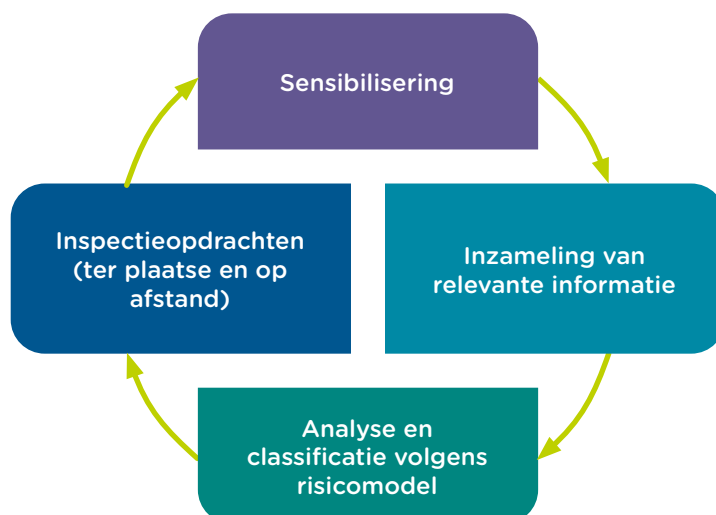 Sensibilisering
Inzameling van
relevante informatie
Analyse en
classificatie volgens
risicomodel
Inspectieopdrachten
(ter plaatse en op
afstand)